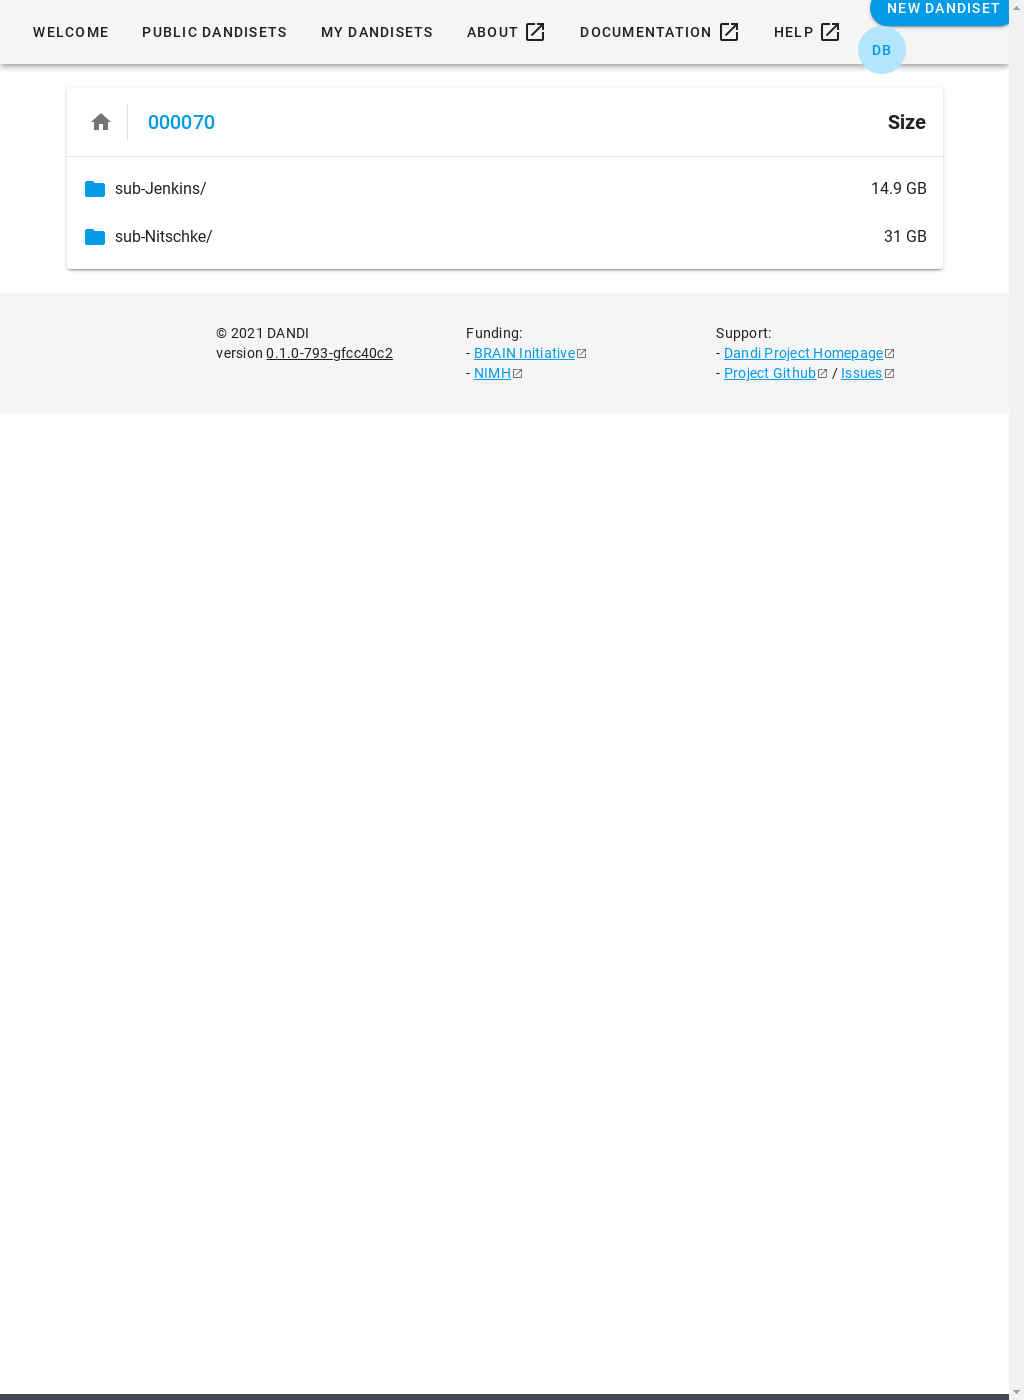 NEW DANDISET
WELCOME PUBLIC DANDISETS MY DANDISETS ABOUT DOCUMENTATION HELP
DB
000070 Size
sub-Jenkins/ 14.9 GB
sub-Nitschke/ 31 GB
© 2021 DANDI
version 0.1.0-793-gfcc40c2
Funding:
- BRAIN Initiative
- NIMH
Support:
- Dandi Project Homepage
- Project Github / Issues